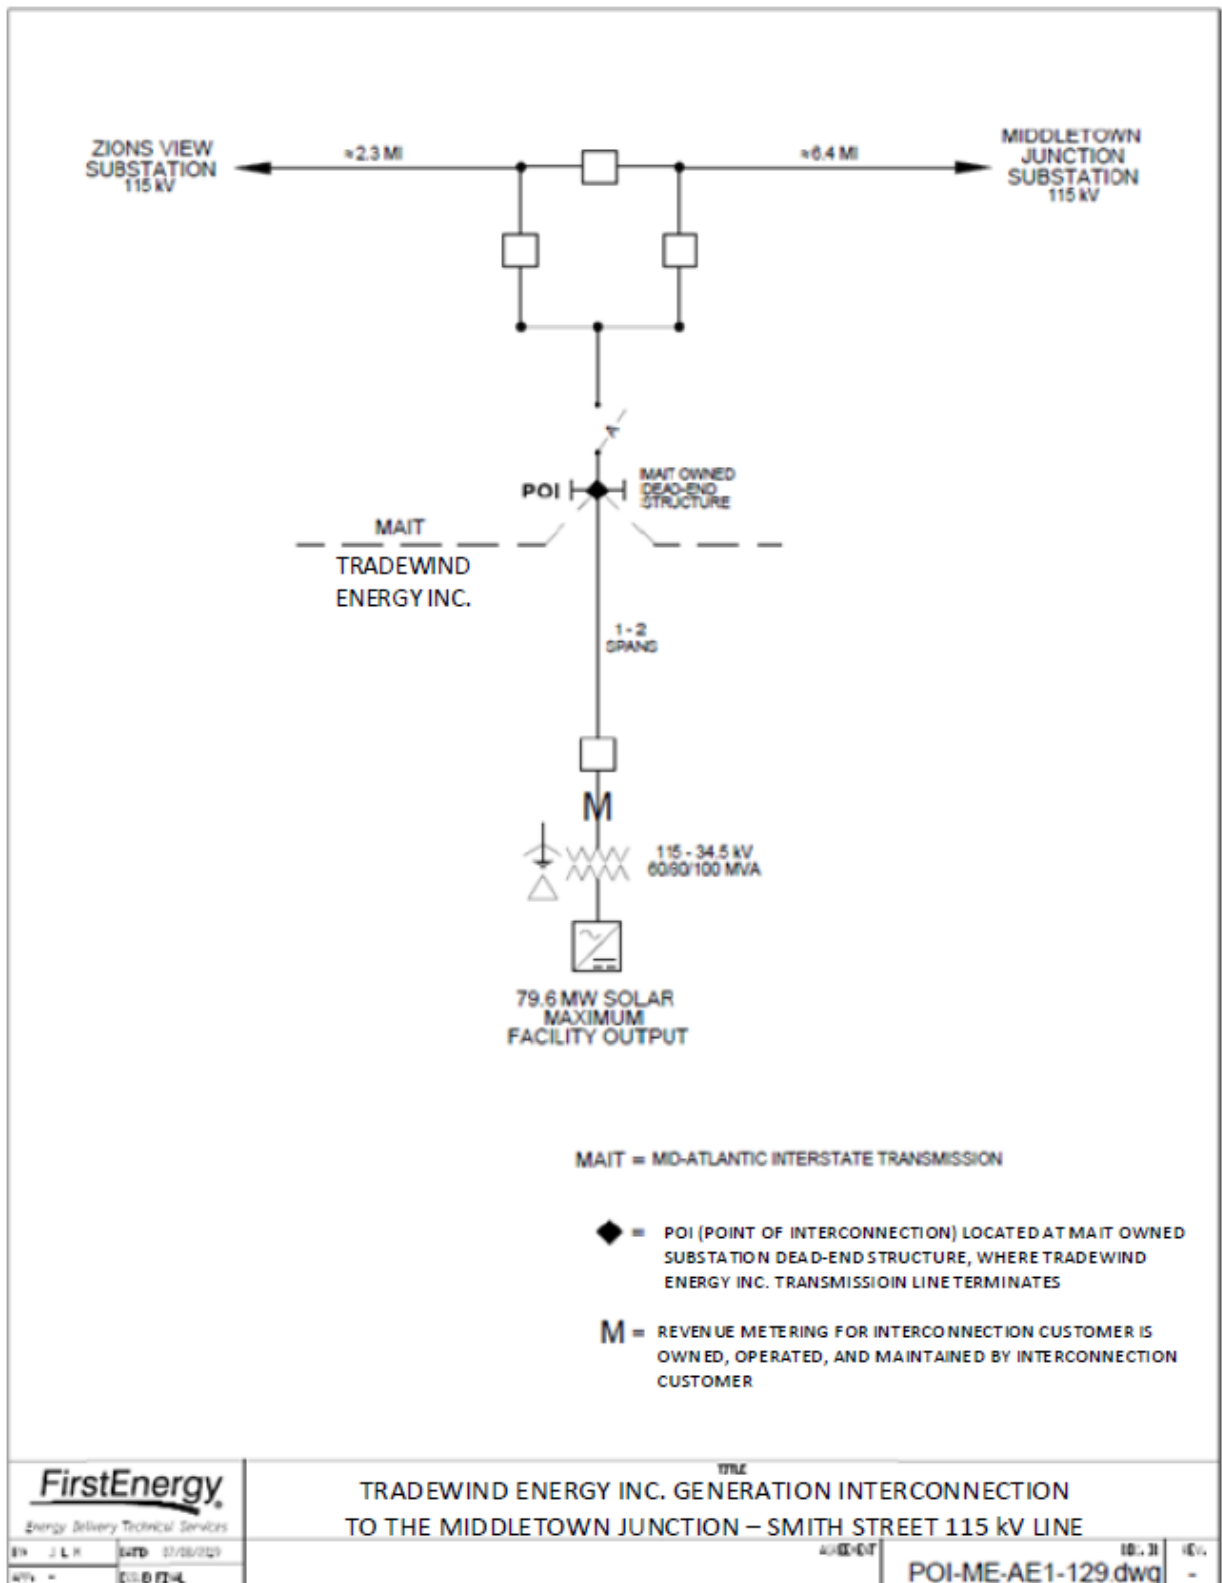 ZIONS VIEW
SUBSTATION
115 kV
≈2.3 MI
≈6.4 MI
MIDDLETOWN
JUNCTION
SUBSTATION
115 kV
A
POI
MAIT OWNED
DEAD-END
STRUCTURE
MAIT
TRADEWIND
ENERGY INC.
1 - 2
SPANS
M
115 - 34.5 kV
60/80/100 MVA
79.6 MW SOLAR
MAXIMUM
FACILITY OUTPUT
MAIT = MID-ATLANTIC INTERSTATE TRANSMISSION
= POI (POINT OF INTERCONNECTION) LOCATED AT MAIT OWNED
SUBSTATION DEAD-END STRUCTURE, WHERE TRADEWIND
ENERGY INC. TRANSMISSIOIN LINE TERMINATES
M = REVENUE METERING FOR INTERCONNECTION CUSTOMER IS
OWNED, OPERATED, AND MAINTAINED BY INTERCONNECTION
CUSTOMER
FirstEnergy
Energy Delivery Technical Services
TITLE
TRADEWIND ENERGY INC. GENERATION INTERCONNECTION
TO THE MIDDLETOWN JUNCTION – SMITH STREET 115 kV LINE
POI-ME-AE1-129.dwg
-